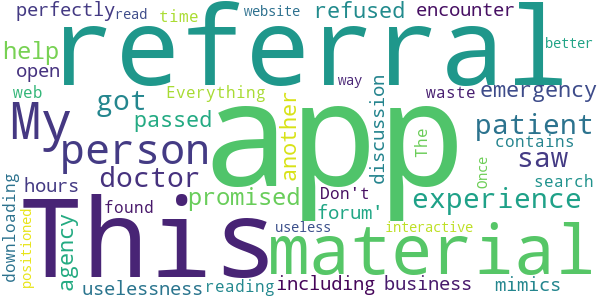 perfectly read time website refused encounter
help referral better
open way
web got Everything discussion waste emergency
My passed another app The patient
person contains
doctor saw
downloading hours promised Don't Once search
positioned This found forum' experience
agency useless interactive material
uselessness reading including business mimics